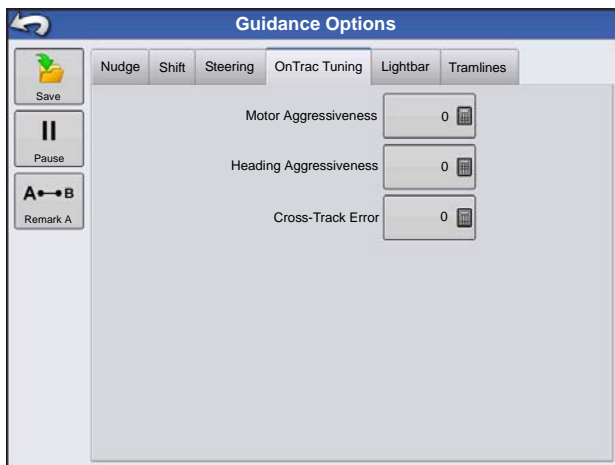 Guidance Options
Save
Pause
A B
Remark A
Nudge Shift Steering OnTrac Tuning Lightbar Tramlines
Motor Aggressiveness 0
Heading Aggressiveness 0
Cross-Track Error 0